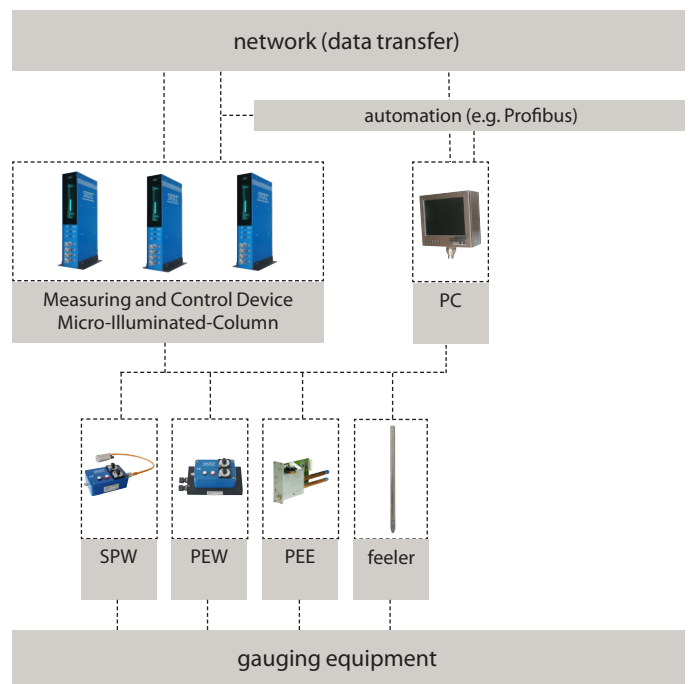 network (data transfer)
automation (e.g. Profibus)
Measuring and Control Device
Micro-Illuminated-Column
PC
SPW
PEW
PEE
feeler
gauging equipment